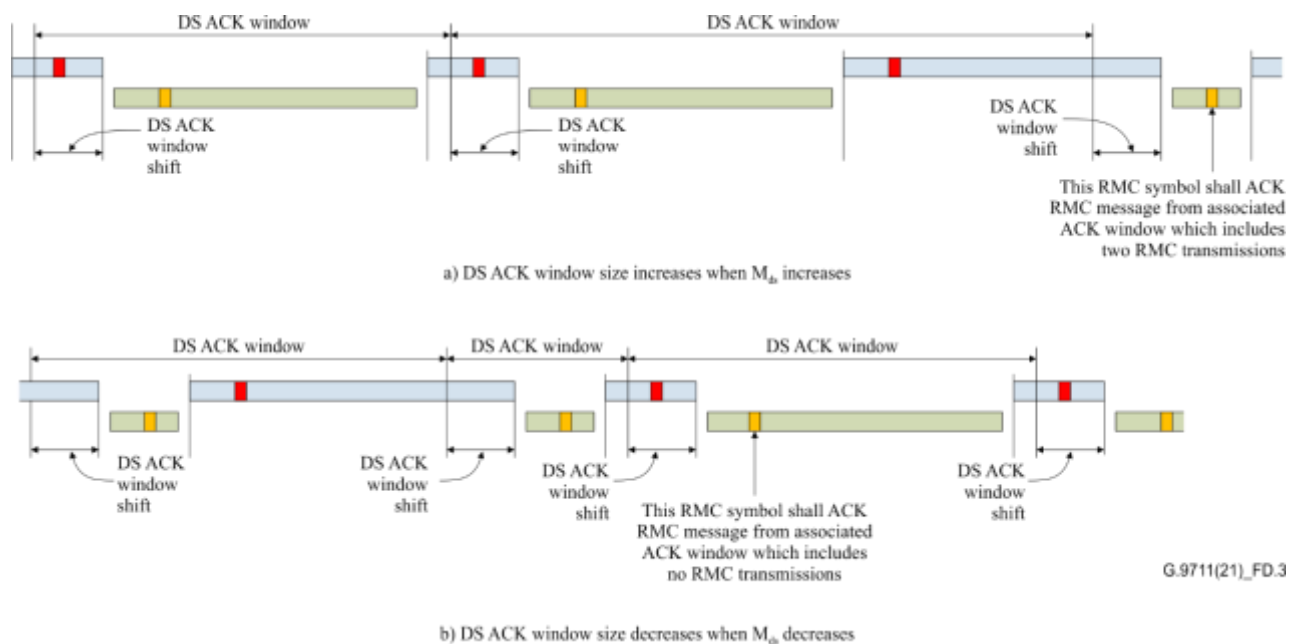 DS ACK window
DS ACK window
DS ACK
window
shift
DS ACK
window
shift
DS ACK
window
shift
This RMC symbol shall ACK
RMC message from associated
ACK window which includes
two RMC transmissions
a) DS ACK window size increases when Mds increases
DS ACK window
DS ACK window
DS ACK window
DS ACK
window
shift
DS ACK
window
shift
DS ACK
window
shift
This RMC symbol shall ACK
RMC message from associated
ACK window which includes
no RMC transmissions
DS ACK
window
shift
G.9711(21)_FD.3
b) DS ACK window size decreases when Mds decreases